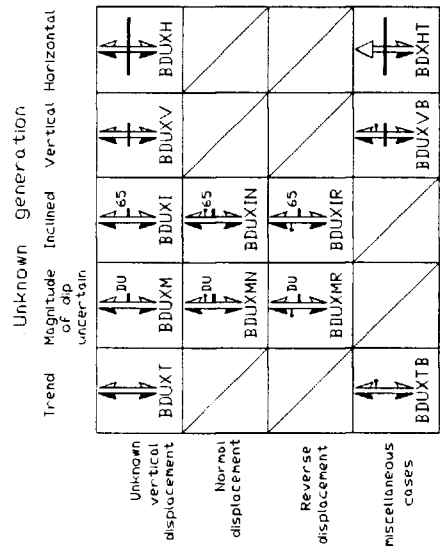 Unknown generation
Trend
Magnitude
of dip
uncertain
Inclined
Vertical
Horizontal
Unknown
vertical
displacement
BDUXT
DU
BDUXM
65
BDUXI
BDUXV
BDUXH
Normal
displacement
DU
BDUXMN
65
BDUXIN
Reverse
displacement
DU
BDUXMR
65
BDUXIR
miscellaneous
cases
BDUXTB
BDUXVB
BDXHT